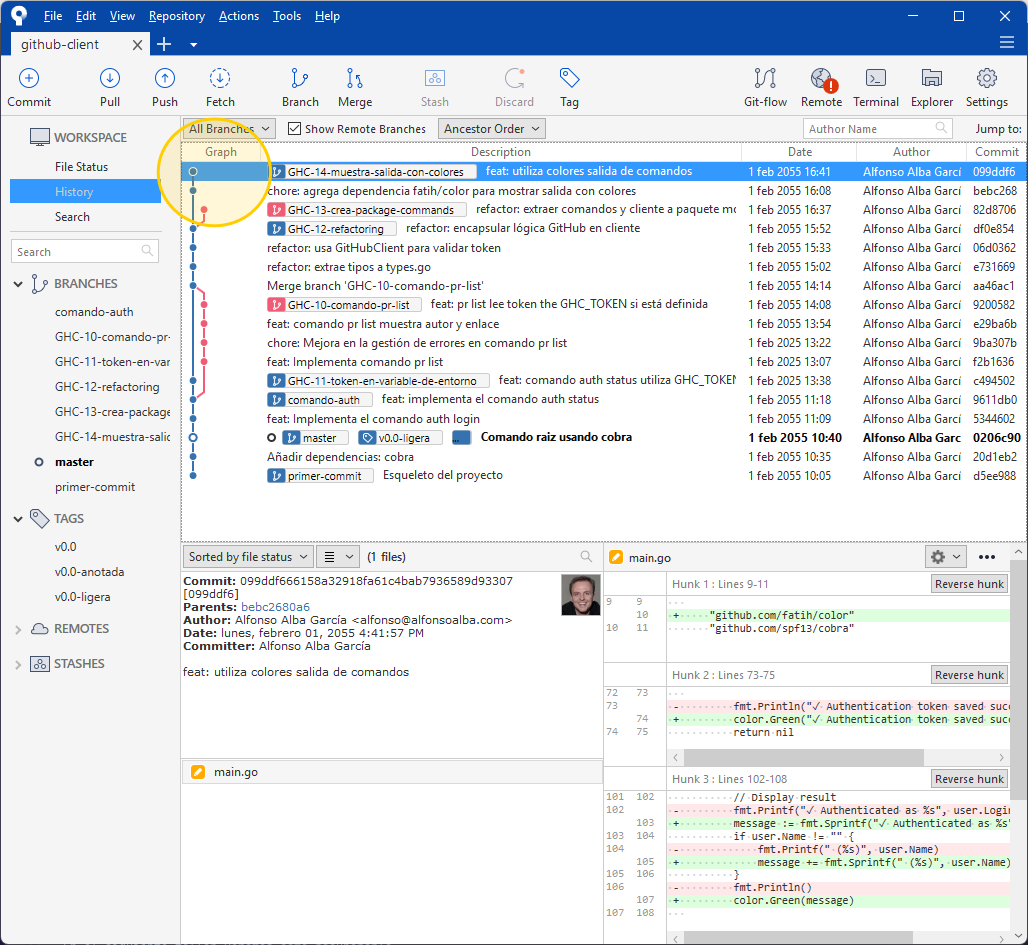 File Edit View Repository Actions Tools Help
github-client
Commit Pull Push Fetch Branch Merge Stash Discard Tag Git-flow Remote Terminal Explorer Settings
WORKSPACE
File Status
History
Search
Search
BRANCHES
comando-auth
GHC-10-comando-pr-
GHC-11-token-en-var
GHC-12-refactoring
GHC-13-crea-package
GHC-14-muestra-salid
master
primer-commit
TAGS
v0.0
v0.0-anotada
v0.0-ligera
REMOTES
STASHES
All Branches Show Remote Branches Ancestor Order Author Name Jump to:
Graph Description Date Author Commit
GHC-14-muestra-salida-con-colores feat: utiliza colores salida de comandos 1 feb 2055 16:41 Alfonso Alba Garcí 099ddf6
chore: agrega dependencia fatih/color para mostrar salida con colores 1 feb 2055 16:08 Alfonso Alba Garcí bebc268
GHC-13-crea-package-commands refactor: extraer comandos y cliente a paquete mo 1 feb 2055 16:37 Alfonso Alba Garcí 82d8706
GHC-12-refactoring refactor: encapsular lógica GitHub en cliente 1 feb 2055 15:52 Alfonso Alba Garcí df0e854
refactor: usa GitHubClient para validar token 1 feb 2055 15:33 Alfonso Alba Garcí 06d0362
refactor: extrae tipos a types.go 1 feb 2055 15:02 Alfonso Alba Garcí e731669
Merge branch 'GHC-10-comando-pr-list' 1 feb 2055 14:14 Alfonso Alba Garcí aa46ac1
GHC-10-comando-pr-list feat: pr list lee token the GHC_TOKEN si está definida 1 feb 2055 14:08 Alfonso Alba Garcí 9200582
feat: comando pr list muestra autor y enlace 1 feb 2055 13:54 Alfonso Alba Garcí e29ba6b
chore: Mejora en la gestión de errores en comando pr list 1 feb 2025 13:22 Alfonso Alba Garcí 9ba307b
feat: Implementa comando pr list 1 feb 2025 13:07 Alfonso Alba Garcí f2b1636
GHC-11-token-en-variable-de-entorno feat: comando auth status utiliza GHC_TOKEN 1 feb 2055 13:38 Alfonso Alba Garcí c494502
comando-auth feat: implementa el comando auth status 1 feb 2055 11:18 Alfonso Alba Garcí 9611db0
feat: Implementa el comando auth login 1 feb 2055 11:09 Alfonso Alba Garcí 5344602
master v0.0-ligera ... Comando raiz usando cobra 1 feb 2055 10:40 Alfonso Alba Garc 0206c90
Añadir dependencias: cobra 1 feb 2055 10:35 Alfonso Alba Garcí 20d1eb2
primer-commit Esqueleto del proyecto 1 feb 2055 10:05 Alfonso Alba Garcí d5ee988
Sorted by file status (1 files)
Commit: 099ddf666158a32918fa61c4bab7936589d93307
[099ddf6]
Parents: bebc2680a6
Author: Alfonso Alba García <alfonso@alfonsoalba.com>
Date: lunes, febrero 01, 2055 4:41:57 PM
Committer: Alfonso Alba García
feat: utiliza colores salida de comandos
main.go
main.go
Hunk 1 : Lines 9-11 Reverse hunk
9 9 ...
10 + "github.com/fatih/color"
10 11 "github.com/spf13/cobra"
Hunk 2 : Lines 73-75 Reverse hunk
72 73 ...
73 - fmt.Println("✓ Authentication token saved suc
74 + color.Green("✓ Authentication token saved suc
74 75 return nil
Hunk 3 : Lines 102-108 Reverse hunk
101 102 // Display result
102 - fmt.Printf("✓ Authenticated as %s", user.Login
103 + message := fmt.Sprintf("✓ Authenticated as %s"
103 104 if user.Name != "" {
104 - fmt.Printf(" (%s)", user.Name)
105 + message += fmt.Sprintf(" (%s)", user.Name)
105 106 }
106 - fmt.Println()
107 + color.Green(message)
107 108 ...